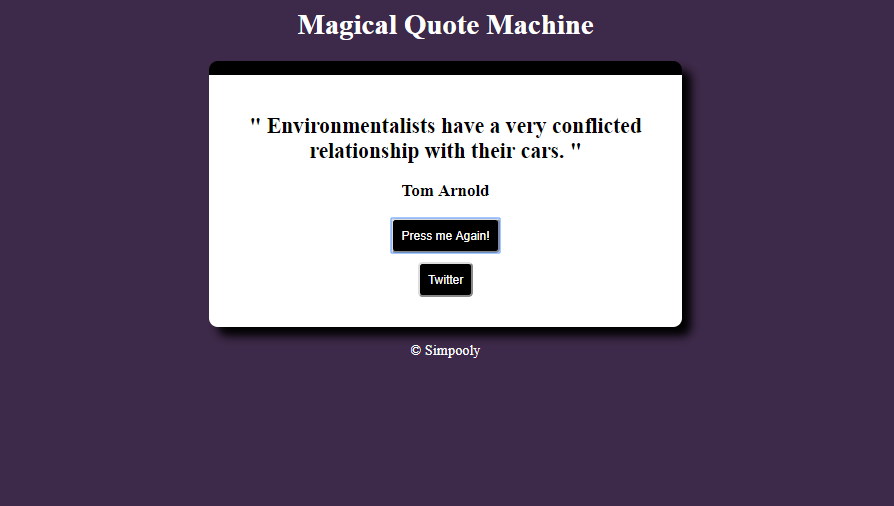 Magical Quote Machine
" Environmentalists have a very conflicted
relationship with their cars. "
Tom Arnold
Press me Again!
Twitter
© Simpooly